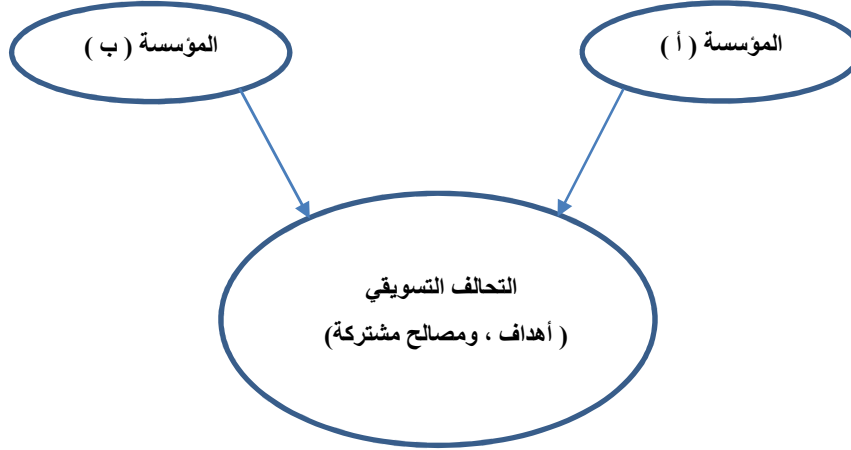 المؤسسة ( أ )
المؤسسة ( ب )
التحالف التسويقي
( أهداف ، ومصالح مشتركة)